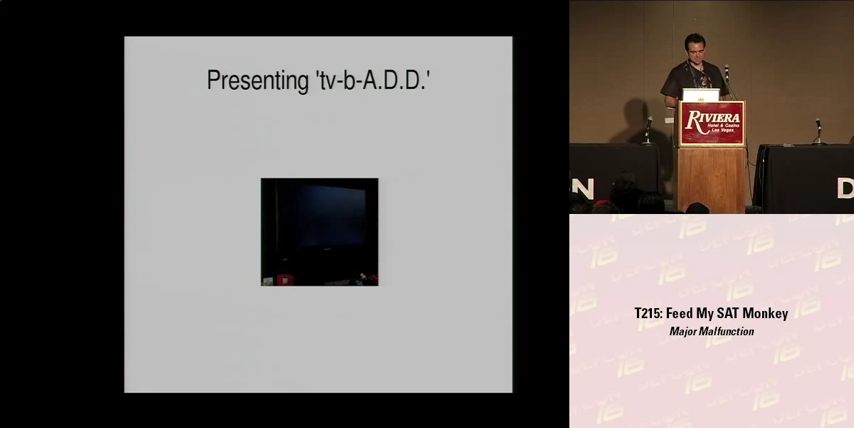 Presenting 'tv-b-A.D.D.'
RIVIERA
Hotel & Casino
Las Vegas
N
D
T215: Feed My SAT Monkey
Major Malfunction